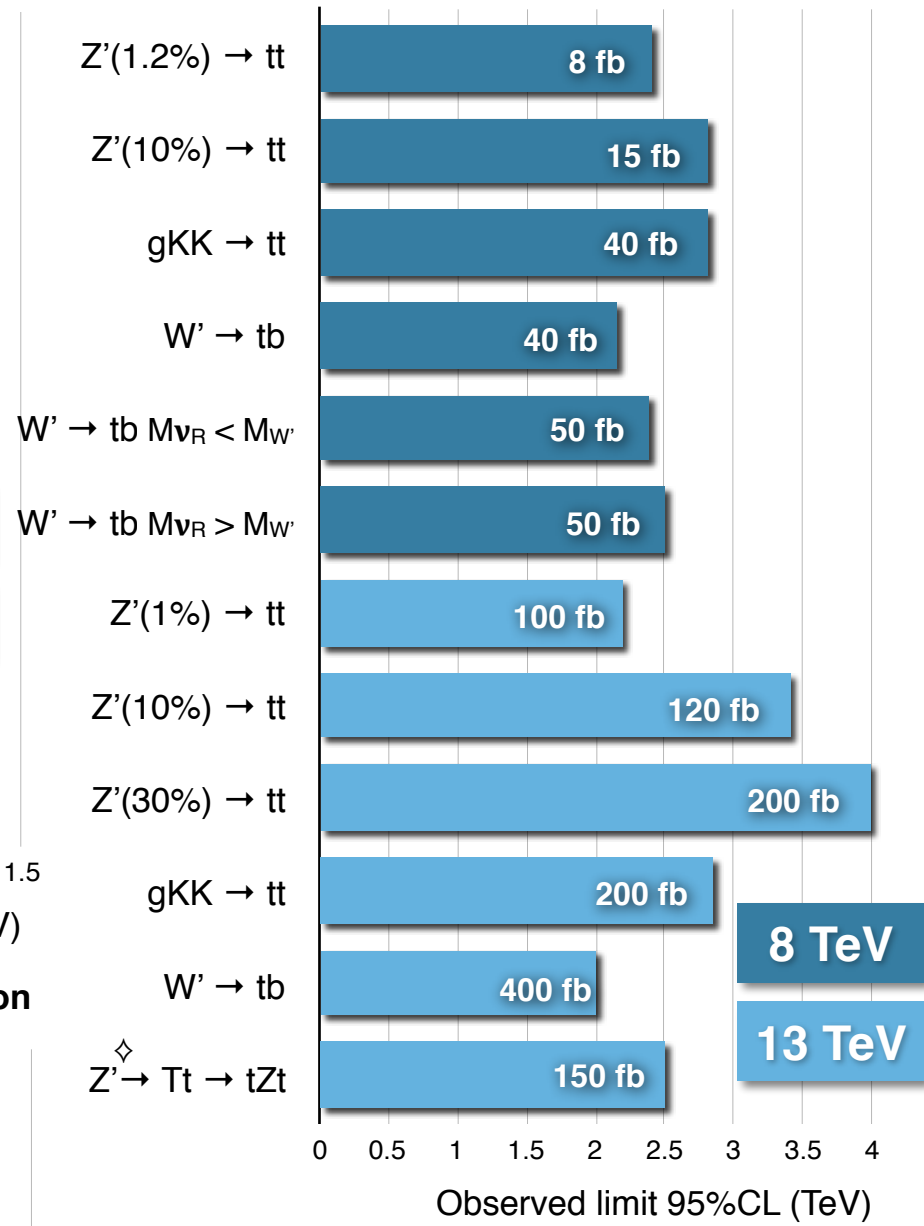 Z’(1.2%) → tt 8 fb
Z’(10%) → tt 15 fb
gKK → tt 40 fb
W’ → tb 40 fb
W’ → tb MνR < MW’ 50 fb
W’ → tb MνR > MW’ 50 fb
Z’(1%) → tt 100 fb
Z’(10%) → tt 120 fb
Z’(30%) → tt 200 fb
1.5
gKK → tt 200 fb
V)
8 TeV
on
W’ → tb 400 fb
13 TeV
✧
Z’→ Tt → tZt 150 fb
0 0.5 1 1.5 2 2.5 3 3.5 4
Observed limit 95%CL (TeV)